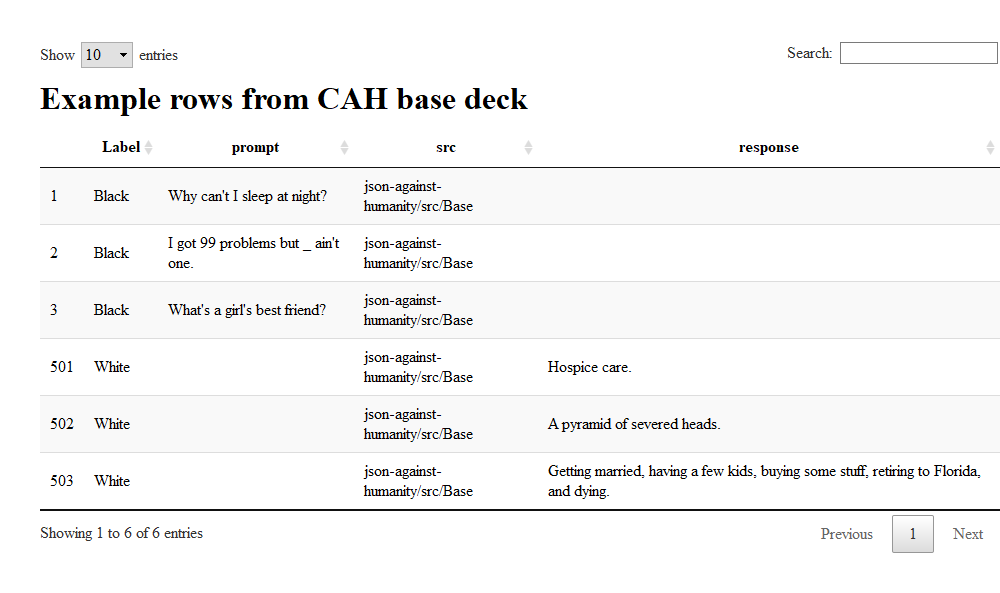 Show 10 entries Search:
Example rows from CAH base deck
Label prompt src response
1 Black Why can't I sleep at night? json-against-
humanity/src/Base
2 Black I got 99 problems but _ ain't
one. json-against-
humanity/src/Base
3 Black What's a girl's best friend? json-against-
humanity/src/Base
501 White json-against-
humanity/src/Base Hospice care.
502 White json-against-
humanity/src/Base A pyramid of severed heads.
503 White json-against-
humanity/src/Base Getting married, having a few kids, buying some stuff, retiring to Florida,
and dying.
Showing 1 to 6 of 6 entries Previous 1 Next